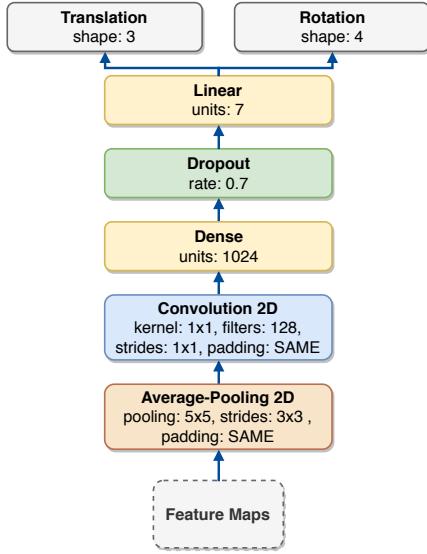 Translation
shape: 3
Rotation
shape: 4
Linear
units: 7
Dropout
rate: 0.7
Dense
units: 1024
Convolution 2D
kernel: 1x1, filters: 128,
strides: 1x1, padding: SAME
Average-Pooling 2D
pooling: 5x5, strides: 3x3 ,
padding: SAME
Feature Maps